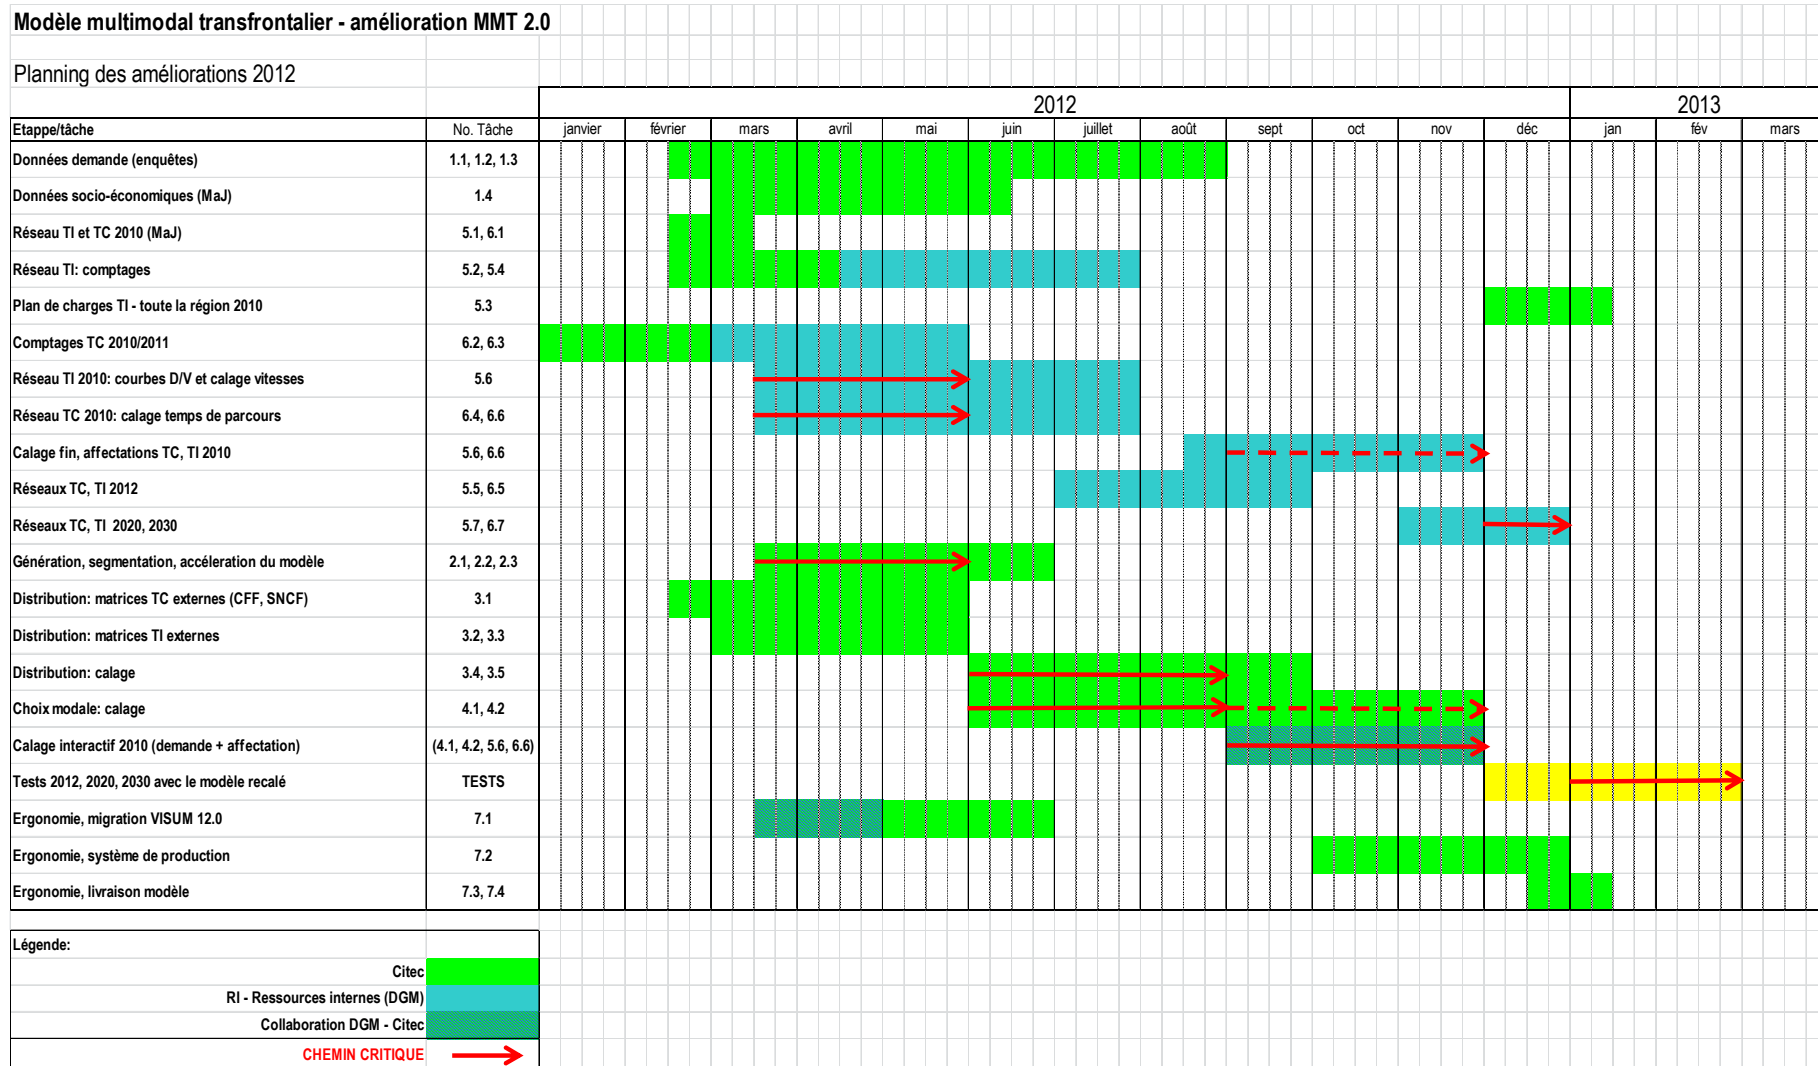 Modèle multimodal transfrontalier - amélioration MMT 2.0
Planning des améliorations 2012
2012 2013
Etappe/tâche No. Tâche janvier février mars avril mai juin juillet août sept oct nov déc jan fév mars
Données demande (enquêtes) 1.1, 1.2, 1.3
Données socio-économiques (MaJ) 1.4
Réseau TI et TC 2010 (MaJ) 5.1, 6.1
Réseau TI: comptages 5.2, 5.4
Plan de charges TI - toute la région 2010 5.3
Comptages TC 2010/2011 6.2, 6.3
Réseau TI 2010: courbes D/V et calage vitesses 5.6
Réseau TC 2010: calage temps de parcours 6.4, 6.6
Calage fin, affectations TC, TI 2010 5.6, 6.6
Réseaux TC, TI 2012 5.5, 6.5
Réseaux TC, TI 2020, 2030 5.7, 6.7
Génération, segmentation, accéleration du modèle 2.1, 2.2, 2.3
Distribution: matrices TC externes (CFF, SNCF) 3.1
Distribution: matrices TI externes 3.2, 3.3
Distribution: calage 3.4, 3.5
Choix modale: calage 4.1, 4.2
Calage interactif 2010 (demande + affectation) (4.1, 4.2, 5.6, 6.6)
Tests 2012, 2020, 2030 avec le modèle recalé TESTS
Ergonomie, migration VISUM 12.0 7.1
Ergonomie, système de production 7.2
Ergonomie, livraison modèle 7.3, 7.4
Légende:
Citec
RI - Ressources internes (DGM)
Collaboration DGM - Citec
CHEMIN CRITIQUE